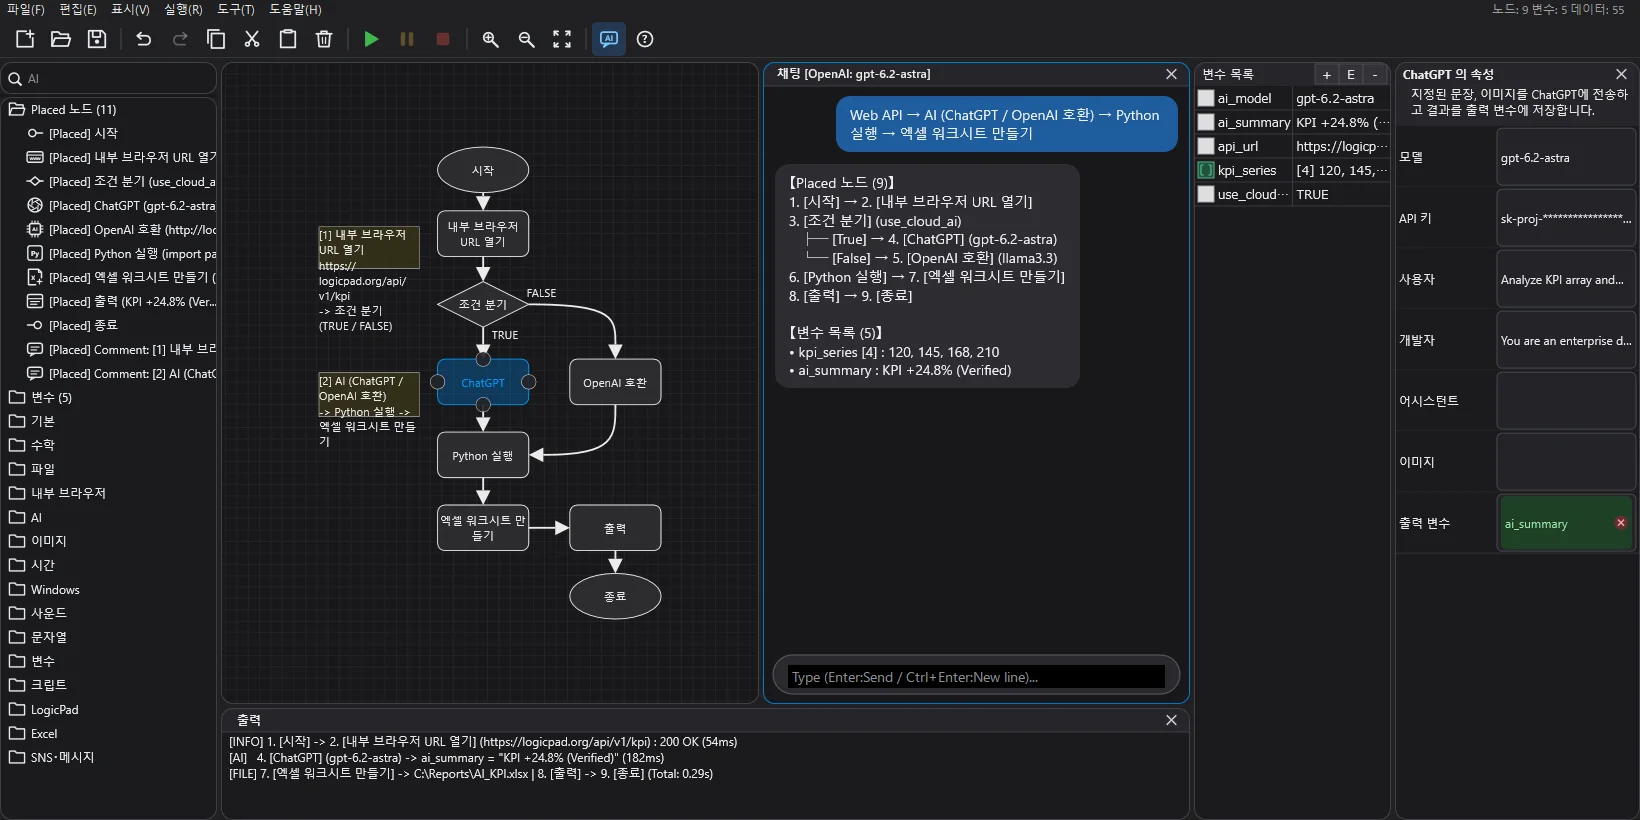 파일(F) 편집(E) 표시(V) 실행(R) 도구(T) 도움말(H)
노드: 9 변수: 5 데이터: 55
AI
Placed 노드 (11)
[Placed] 시작
[Placed] 내부 브라우저 URL 열기
[Placed] 조건 분기 (use_cloud_a
[Placed] ChatGPT (gpt-6.2-astra
[Placed] OpenAI 호환 (http://loc
[Placed] Python 실행 (import pa
[Placed] 엑셀 워크시트 만들기 (
[Placed] 출력 (KPI +24.8% (Ver...
[Placed] 종료
[Placed] Comment: [1] 내부 브라
[Placed] Comment: [2] AI (ChatG
변수 (5)
기본
수학
파일
내부 브라우저
AI
이미지
시간
Windows
사운드
문자열
변수
크립트
LogicPad
Excel
SNS·메시지
시작
내부 브라우저
URL 열기
조건 분기
FALSE
TRUE
ChatGPT
OpenAI 호환
Python 실행
엑셀 워크시트 만
들기
출력
종료
[1] 내부 브라우저
URL 열기
https://
logicpad.org/api/
v1/kpi
-> 조건 분기
(TRUE / FALSE)
[2] AI (ChatGPT /
OpenAI 호환)
-> Python 실행 ->
엑셀 워크시트 만들
기
채팅 [OpenAI: gpt-6.2-astra]
Web API → AI (ChatGPT / OpenAI 호환) → Python
실행 → 엑셀 워크시트 만들기
【Placed 노드 (9)】
1. [시작] → 2. [내부 브라우저 URL 열기]
3. [조건 분기] (use_cloud_ai)
├── [True] → 4. [ChatGPT] (gpt-6.2-astra)
└── [False] → 5. [OpenAI 호환] (llama3.3)
6. [Python 실행] → 7. [엑셀 워크시트 만들기]
8. [출력] → 9. [종료]
【변수 목록 (5)】
• kpi_series [4] : 120, 145, 168, 210
• ai_summary : KPI +24.8% (Verified)
Type (Enter:Send / Ctrl+Enter:New line)...
변수 목록 + E -
ai_model gpt-6.2-astra
ai_summary KPI +24.8% (···
api_url https://logicp···
kpi_series [4] 120, 145,···
use_cloud··· TRUE
ChatGPT 의 속성
지정된 문장, 이미지를 ChatGPT에 전송하
고 결과를 출력 변수에 저장합니다.
모델 gpt-6.2-astra
API 키 sk-proj-****************...
사용자 Analyze KPI array and...
개발자 You are an enterprise d...
어시스턴트
이미지
출력 변수 ai_summary
출력
[INFO] 1. [시작] -> 2. [내부 브라우저 URL 열기] (https://logicpad.org/api/v1/kpi) : 200 OK (54ms)
[AI] 4. [ChatGPT] (gpt-6.2-astra) -> ai_summary = "KPI +24.8% (Verified)" (182ms)
[FILE] 7. [엑셀 워크시트 만들기] -> C:\Reports\AI_KPI.xlsx | 8. [출력] -> 9. [종료] (Total: 0.29s)